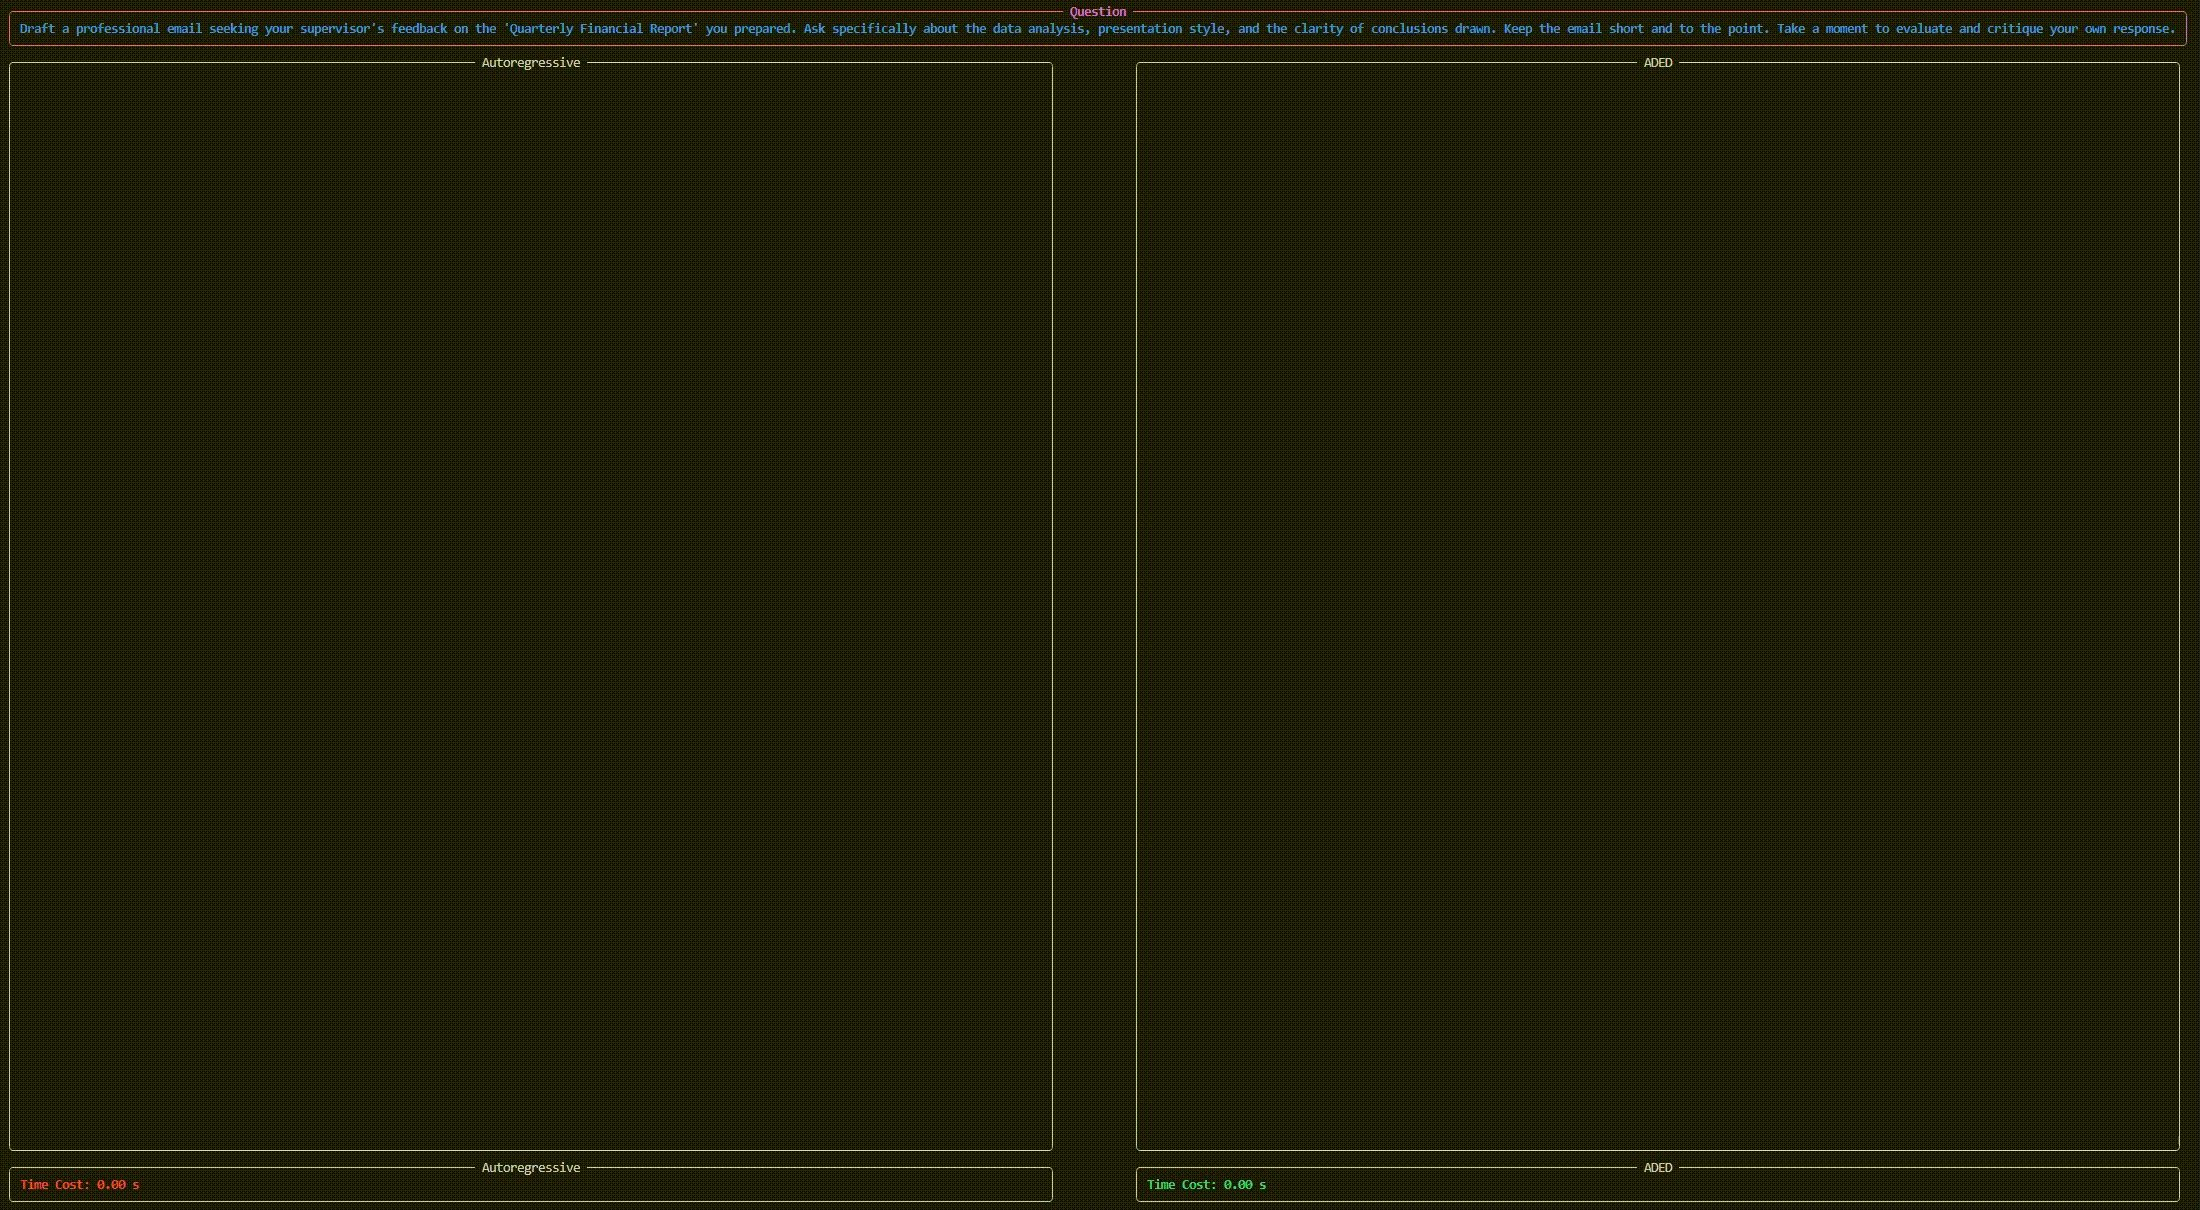 Question
Draft a professional email seeking your supervisor's feedback on the 'Quarterly Financial Report' you prepared. Ask specifically about the data analysis, presentation style, and the clarity of conclusions drawn. Keep the email short and to the point. Take a moment to evaluate and critique your own response.
Autoregressive
ADED
Autoregressive
Time Cost: 0.00 s
ADED
Time Cost: 0.00 s